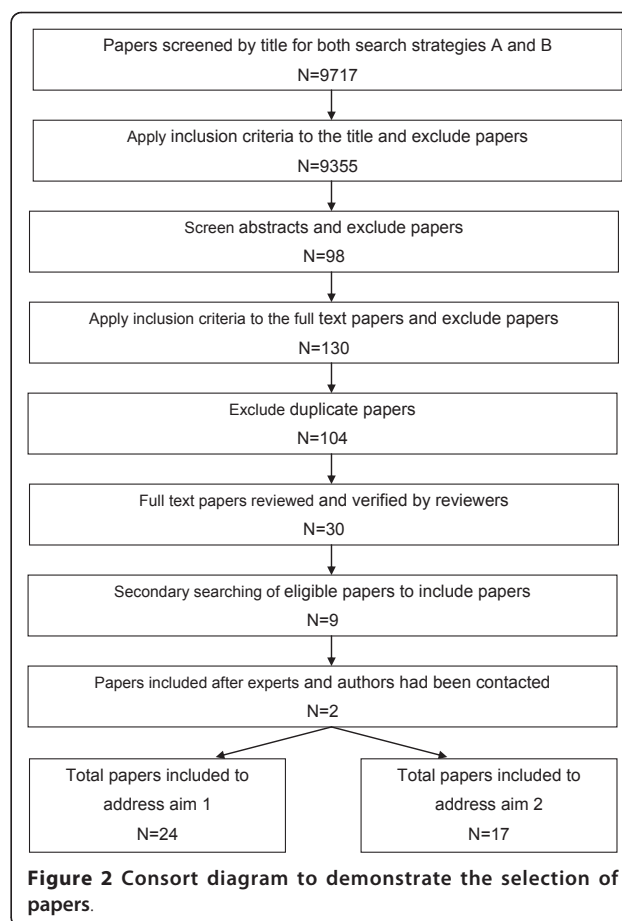 Papers screened by title for both search strategies A and B
N=9717
Apply inclusion criteria to the title and exclude papers
N=9355
Screen abstracts and exclude papers
N=98
Apply inclusion criteria to the full text papers and exclude papers
N=130
Exclude duplicate papers
N=104
Full text papers reviewed and verified by reviewers
N=30
Secondary searching of eligible papers to include papers
N=9
Papers included after experts and authors had been contacted
N=2
Total papers included to
address aim 1
N=24
Total papers included to
address aim 2
N=17
Figure 2 Consort diagram to demonstrate the selection of
papers.